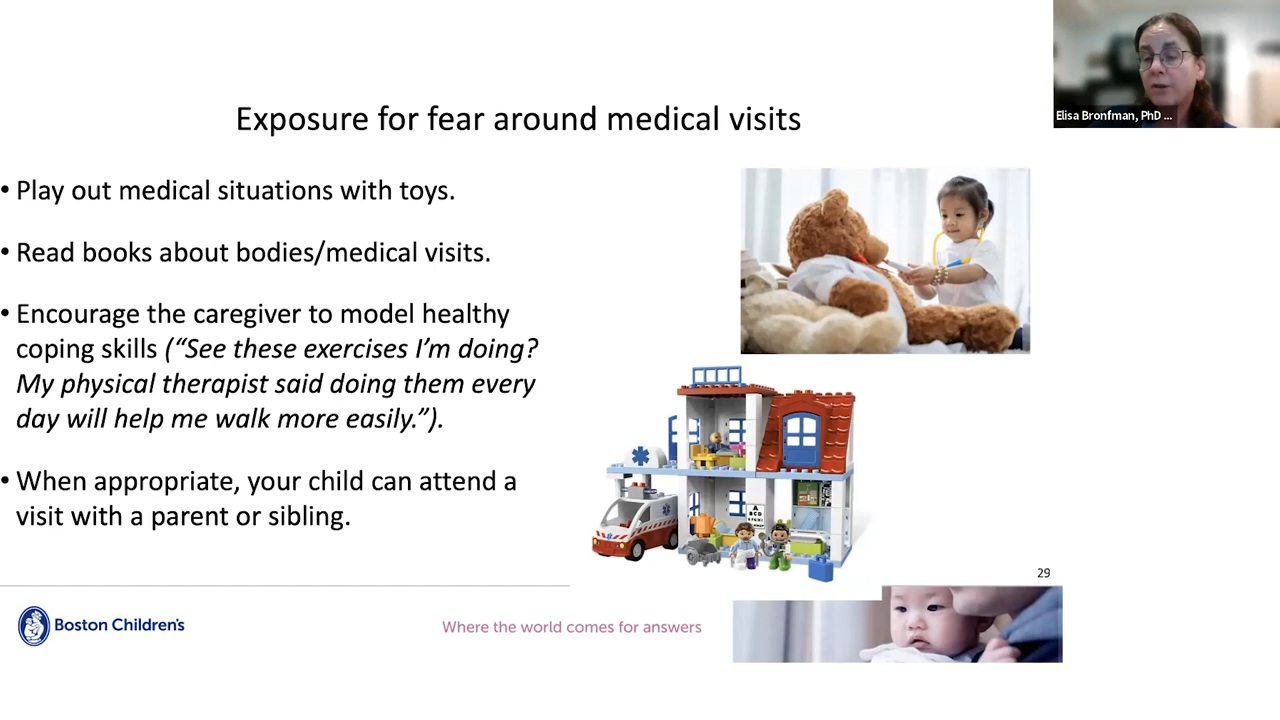 Elisa Bronfman, PhD ...
Exposure for fear around medical visits
• Play out medical situations with toys.
• Read books about bodies/medical visits.
• Encourage the caregiver to model healthy
coping skills (“See these exercises I’m doing?
My physical therapist said doing them every
day will help me walk more easily.”).
• When appropriate, your child can attend a
visit with a parent or sibling.
A
BCD
29
Boston Children's
Where the world comes for answers